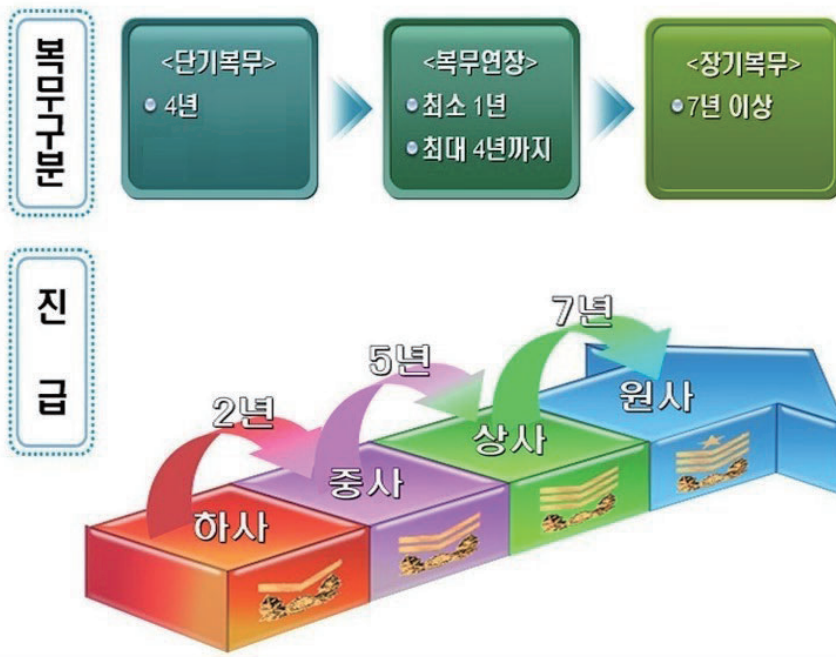 복무구분
<단기복무>
4년
<복무연장>
최소 1년
최대 4년까지
<장기복무>
7년 이상
진급
2년
5년
7년
하사
중사
상사
원사